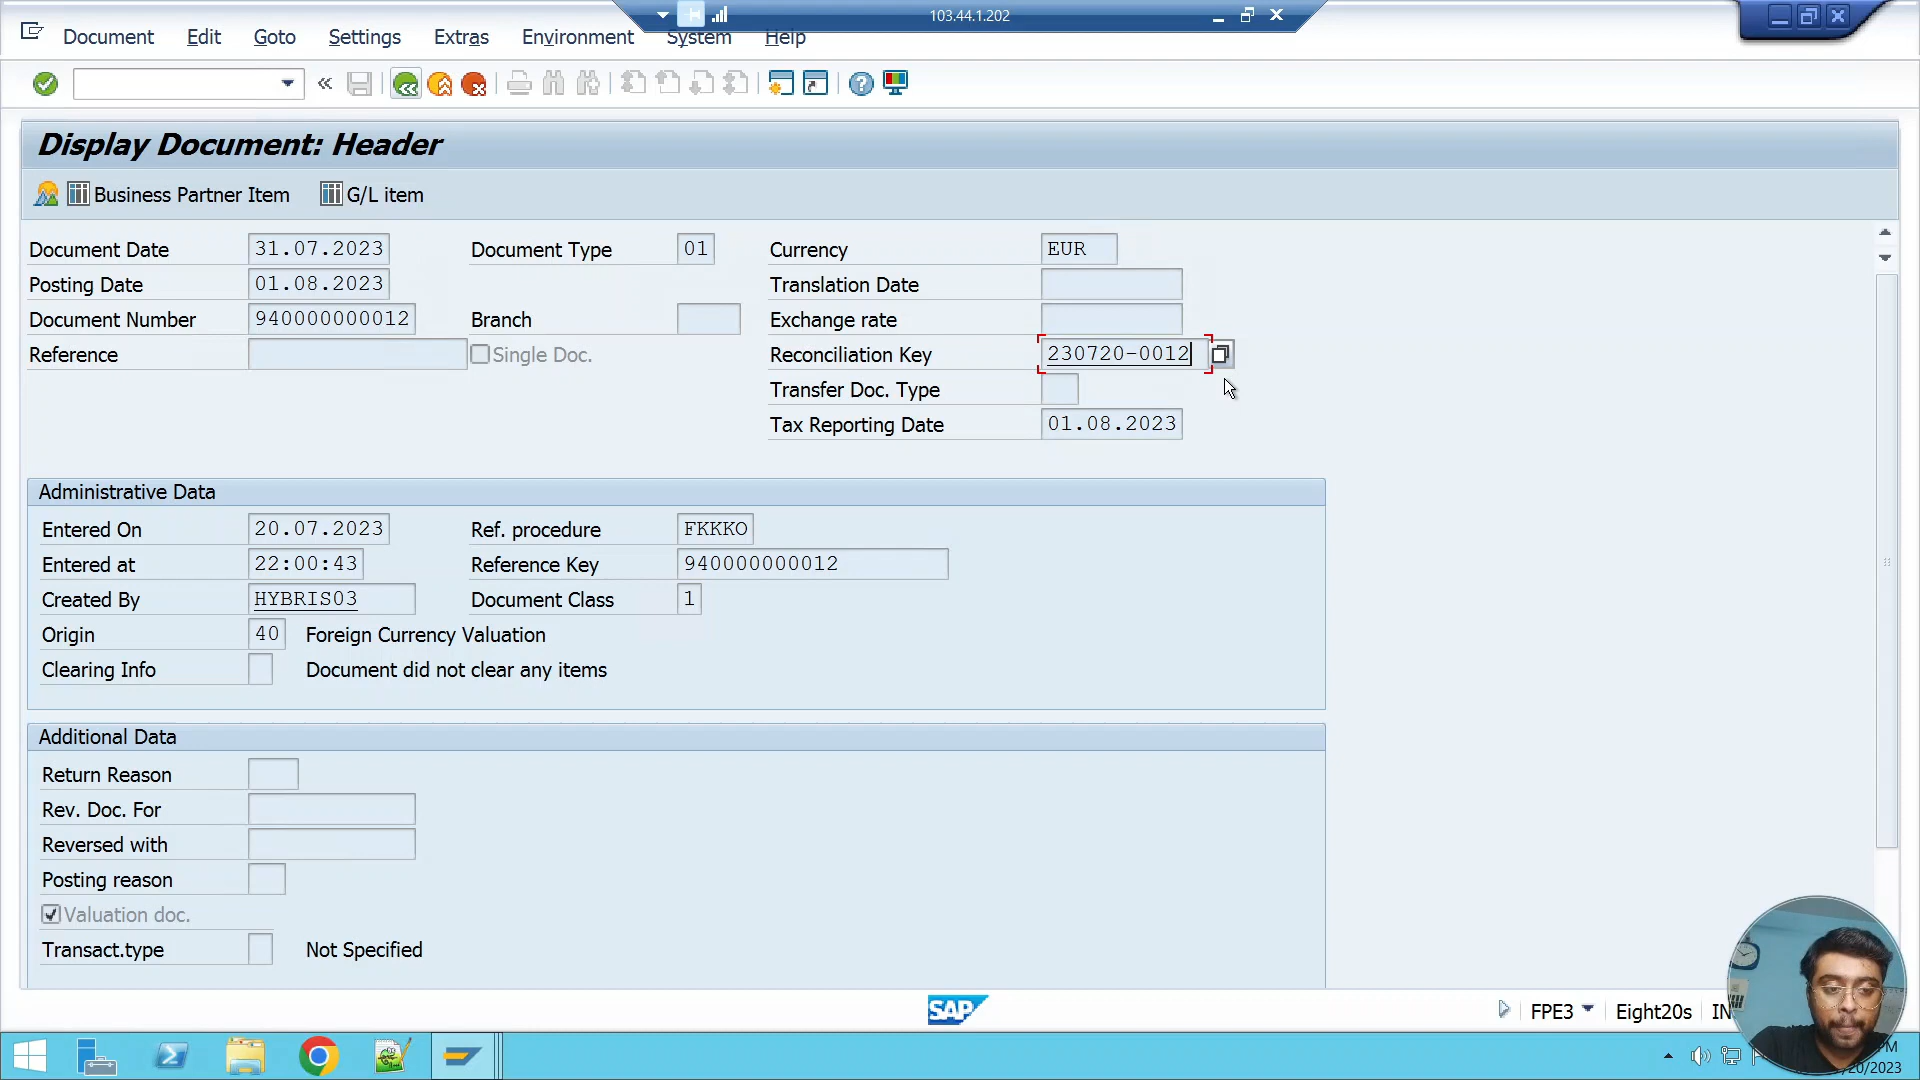 103.44.1.202
Document Edit Goto Settings Extras Environment System Help
Display Document: Header
Business Partner Item G/L item
Document Date 31.07.2023 Document Type 01 Currency EUR
Posting Date 01.08.2023 Translation Date
Document Number 940000000012 Branch Exchange rate
Reference Single Doc. Reconciliation Key 230720-0012
Transfer Doc. Type
Tax Reporting Date 01.08.2023
Administrative Data
Entered On 20.07.2023 Ref. procedure FKKKO
Entered at 22:00:43 Reference Key 940000000012
Created By HYBRIS03 Document Class 1
Origin 40 Foreign Currency Valuation
Clearing Info Document did not clear any items
Additional Data
Return Reason
Rev. Doc. For
Reversed with
Posting reason
Valuation doc.
Transact.type Not Specified
SAP FPE3 Eight20s IN
PM
/20/2023